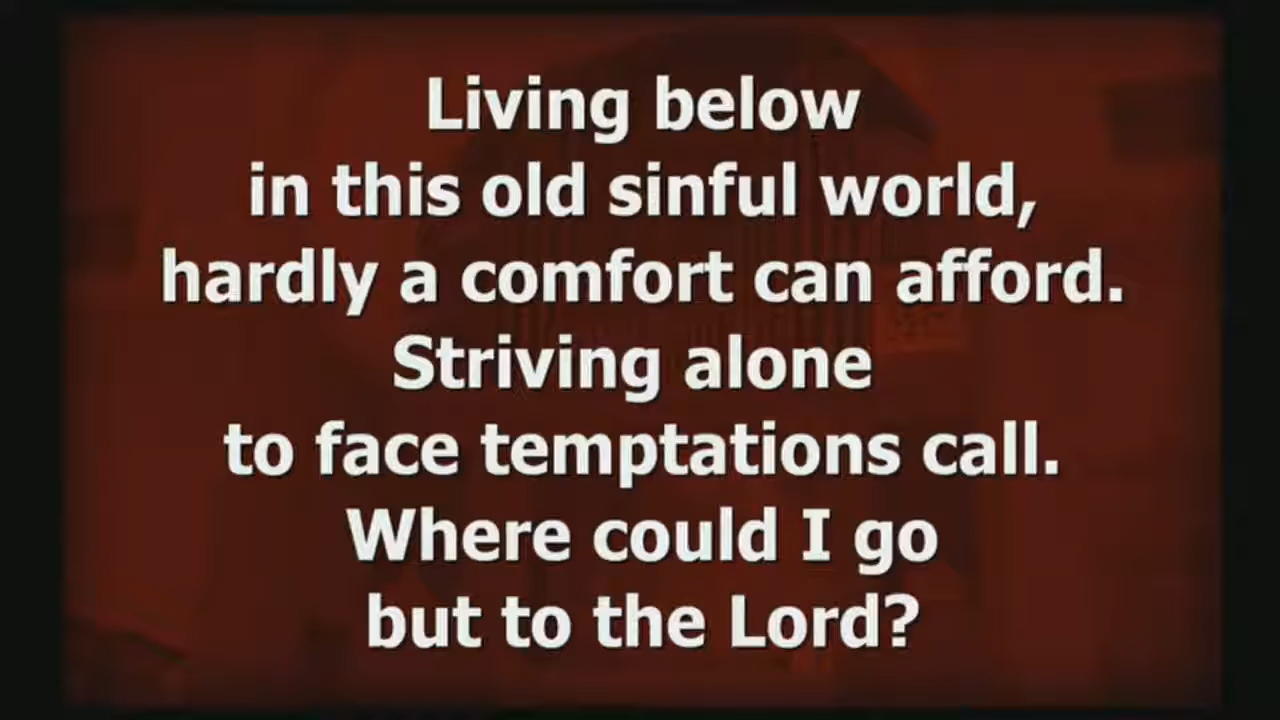 Living below
in this old sinful world,
hardly a comfort can afford.
Striving alone
to face temptations call.
Where could I go
but to the Lord?